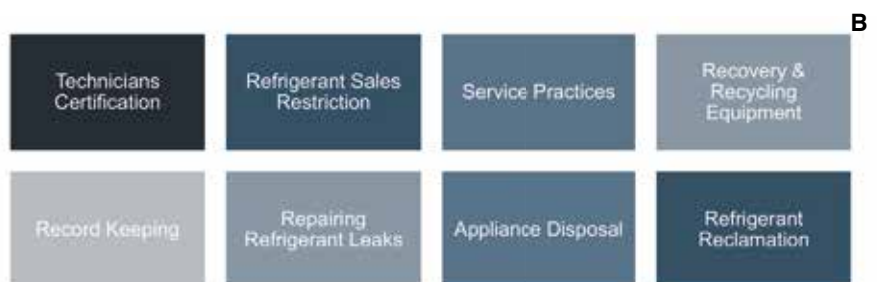 B
Technicians
Certification
Refrigerant Sales
Restriction
Service Practices
Recovery &
Recycling
Equipment
Record Keeping
Repairing
Refrigerant Leaks
Appliance Disposal
Refrigerant
Reclamation